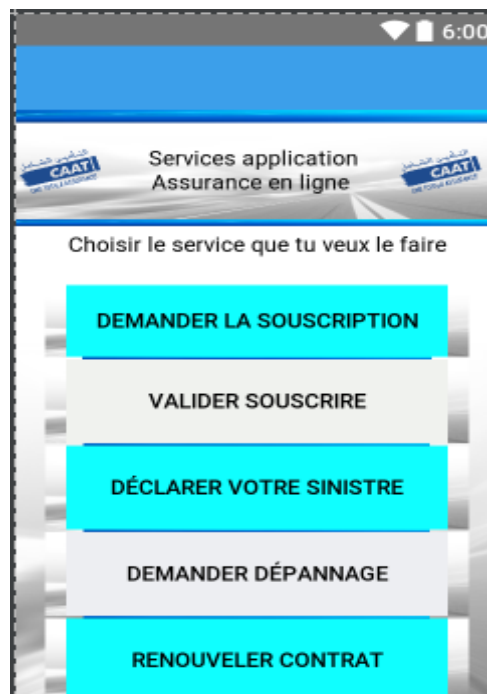 6:00
Services application
Assurance en ligne
CAAT
CAAT
Choisir le service que tu veux le faire
DEMANDER LA SOUSCRIPTION
VALIDER SOUSCRIRE
DÉCLARER VOTRE SINISTRE
DEMANDER DÉPANNAGE
RENOUVELER CONTRAT